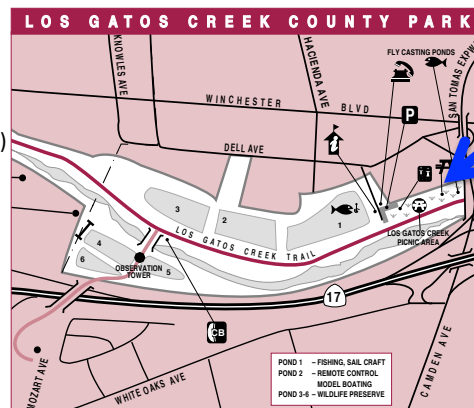 LOS GATOS CREEK COUNTY PARK
KNOWLES AVE
HACIENDA AVE
FLY CASTING PONDS
SAN TOMAS EXPW
WINCHESTER BLVD
P
DELL AVE
)
3
2
1
LOS GATOS CREEK TRAIL
LOS GATOS CREEK
PICNIC AREA
4
6
5
OBSERVATION
TOWER
17
CB
MOZART AVE
WHITE OAKS AVE
CAMDEN AVE
POND 1 – FISHING, SAIL CRAFT
POND 2 – REMOTE CONTROL
MODEL BOATING
POND 3-6 – WILDLIFE PRESERVE